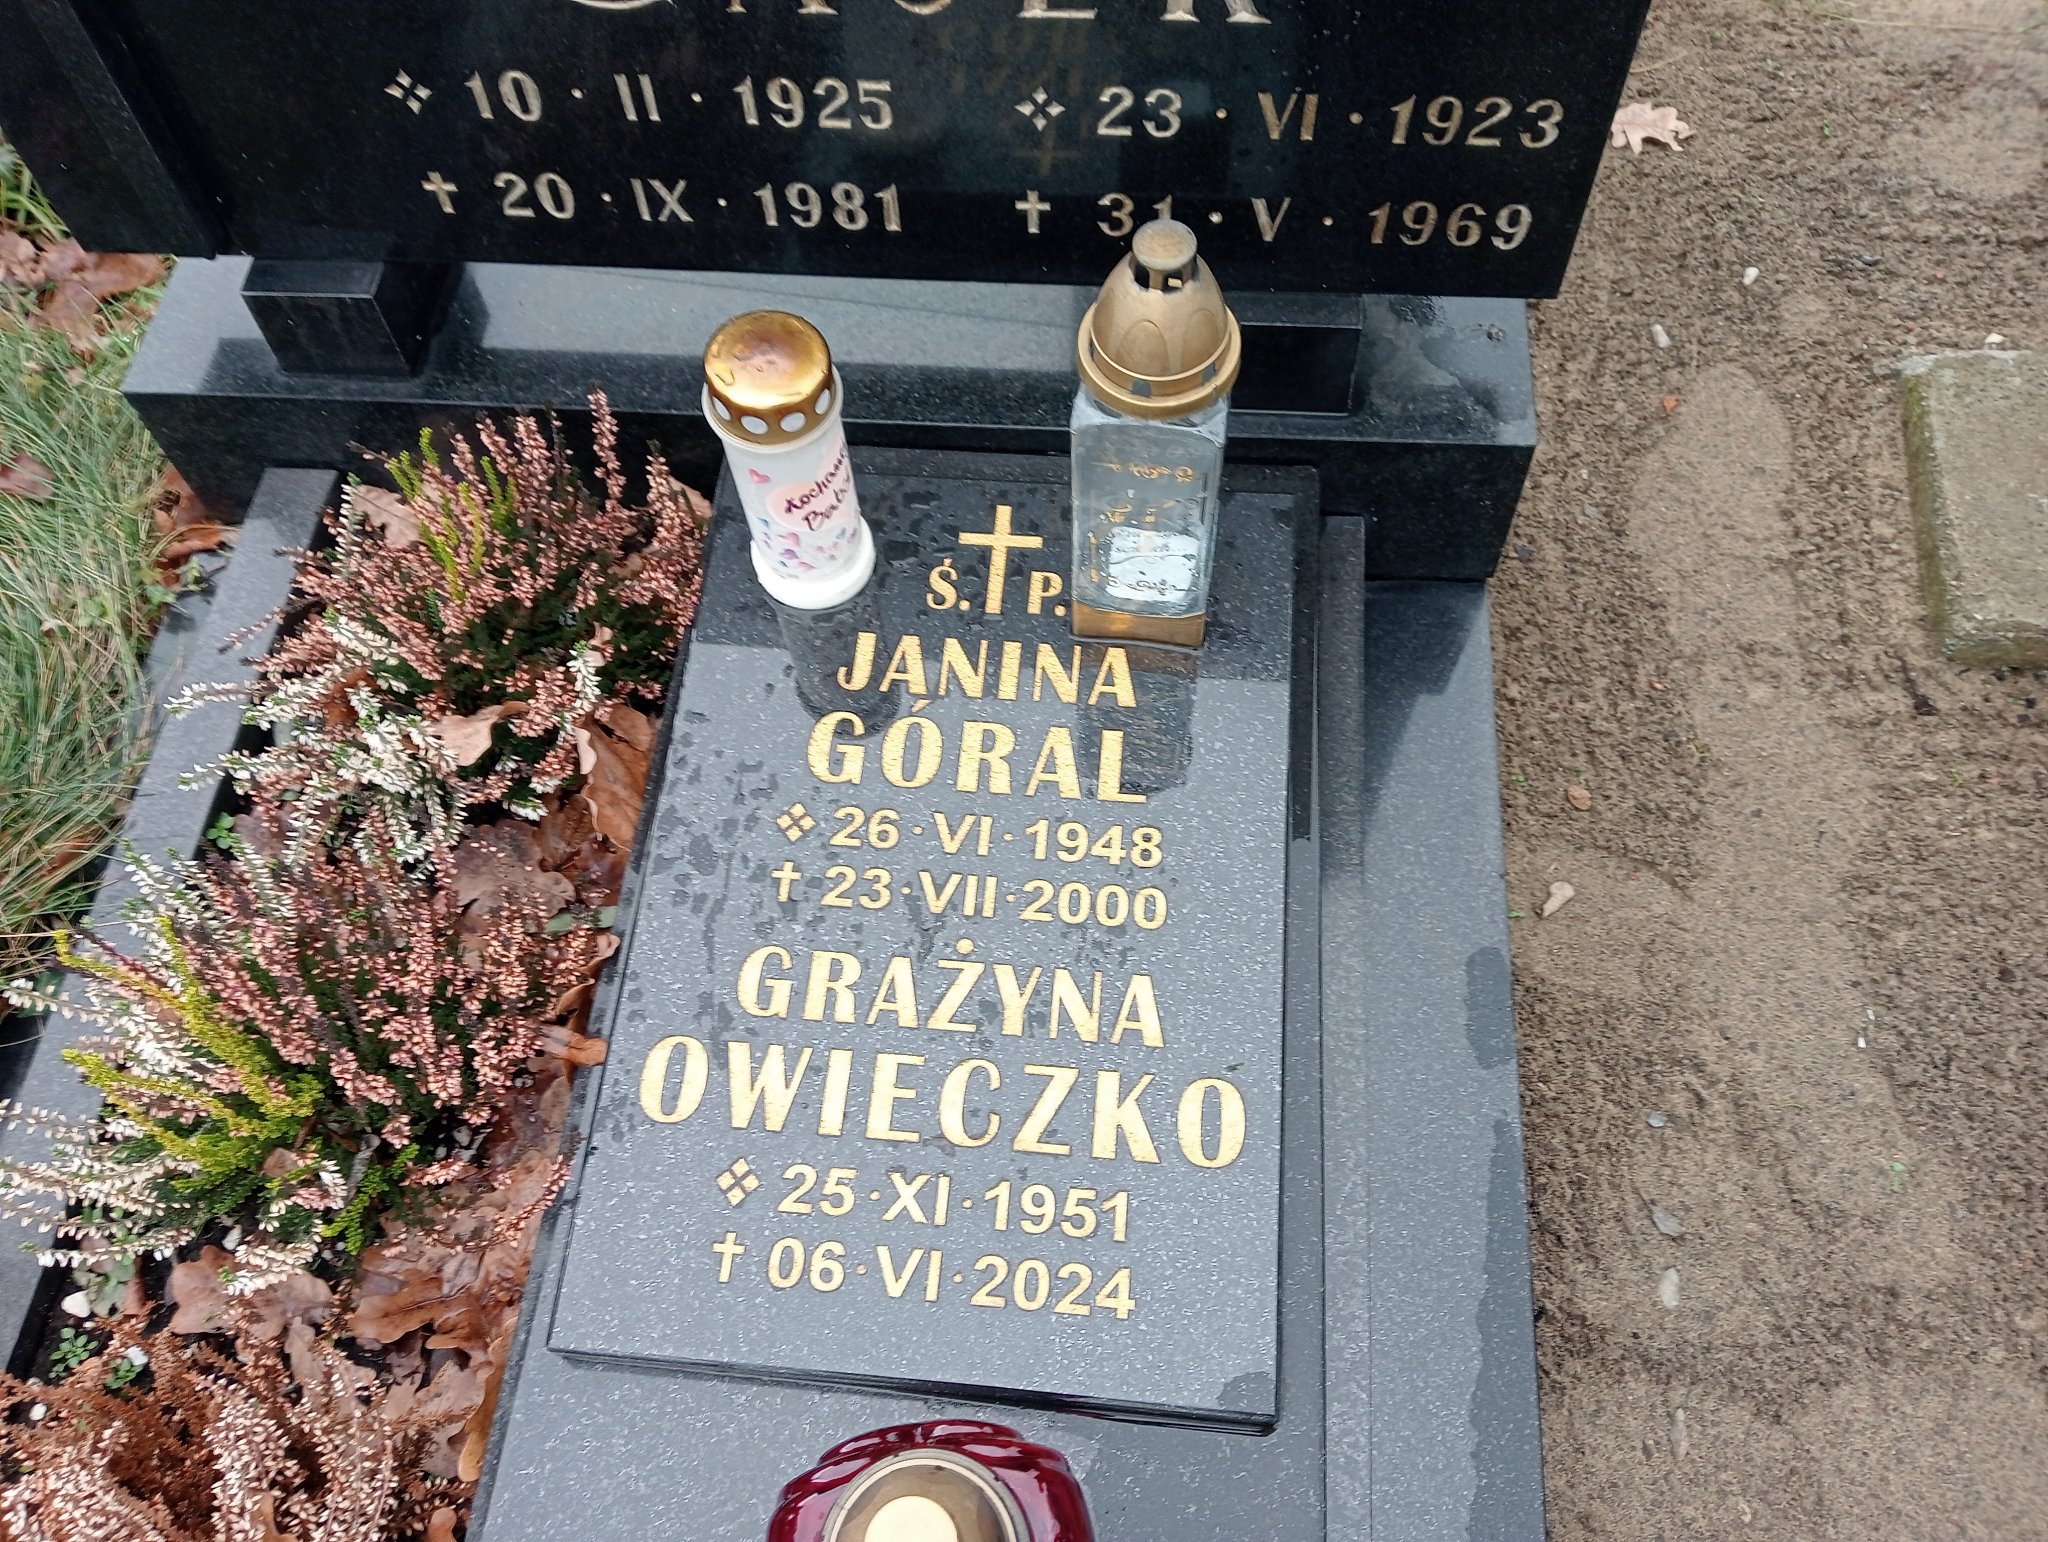 ❖ 10 · II · 1925
✝ 20 · IX · 1981
❖ 23 · VI · 1923
✝ 31 · V · 1969
Kochanej
Ś. ✝ P.
JANINA
GÓRAL
❖ 26 · VI · 1948
✝ 23 · VII · 2000
GRAŻYNA
OWIECZKO
❖ 25 · XI · 1951
✝ 06 · VI · 2024